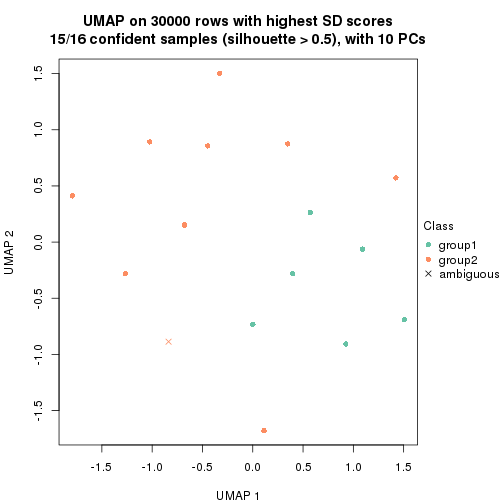 UMAP on 30000 rows with highest SD scores
15/16 confident samples (silhouette > 0.5), with 10 PCs
1.5
1.0
0.5
0.0
-0.5
-1.0
-1.5
UMAP 2
Class
group1
group2
ambiguous
-1.5 -1.0 -0.5 0.0 0.5 1.0 1.5
UMAP 1